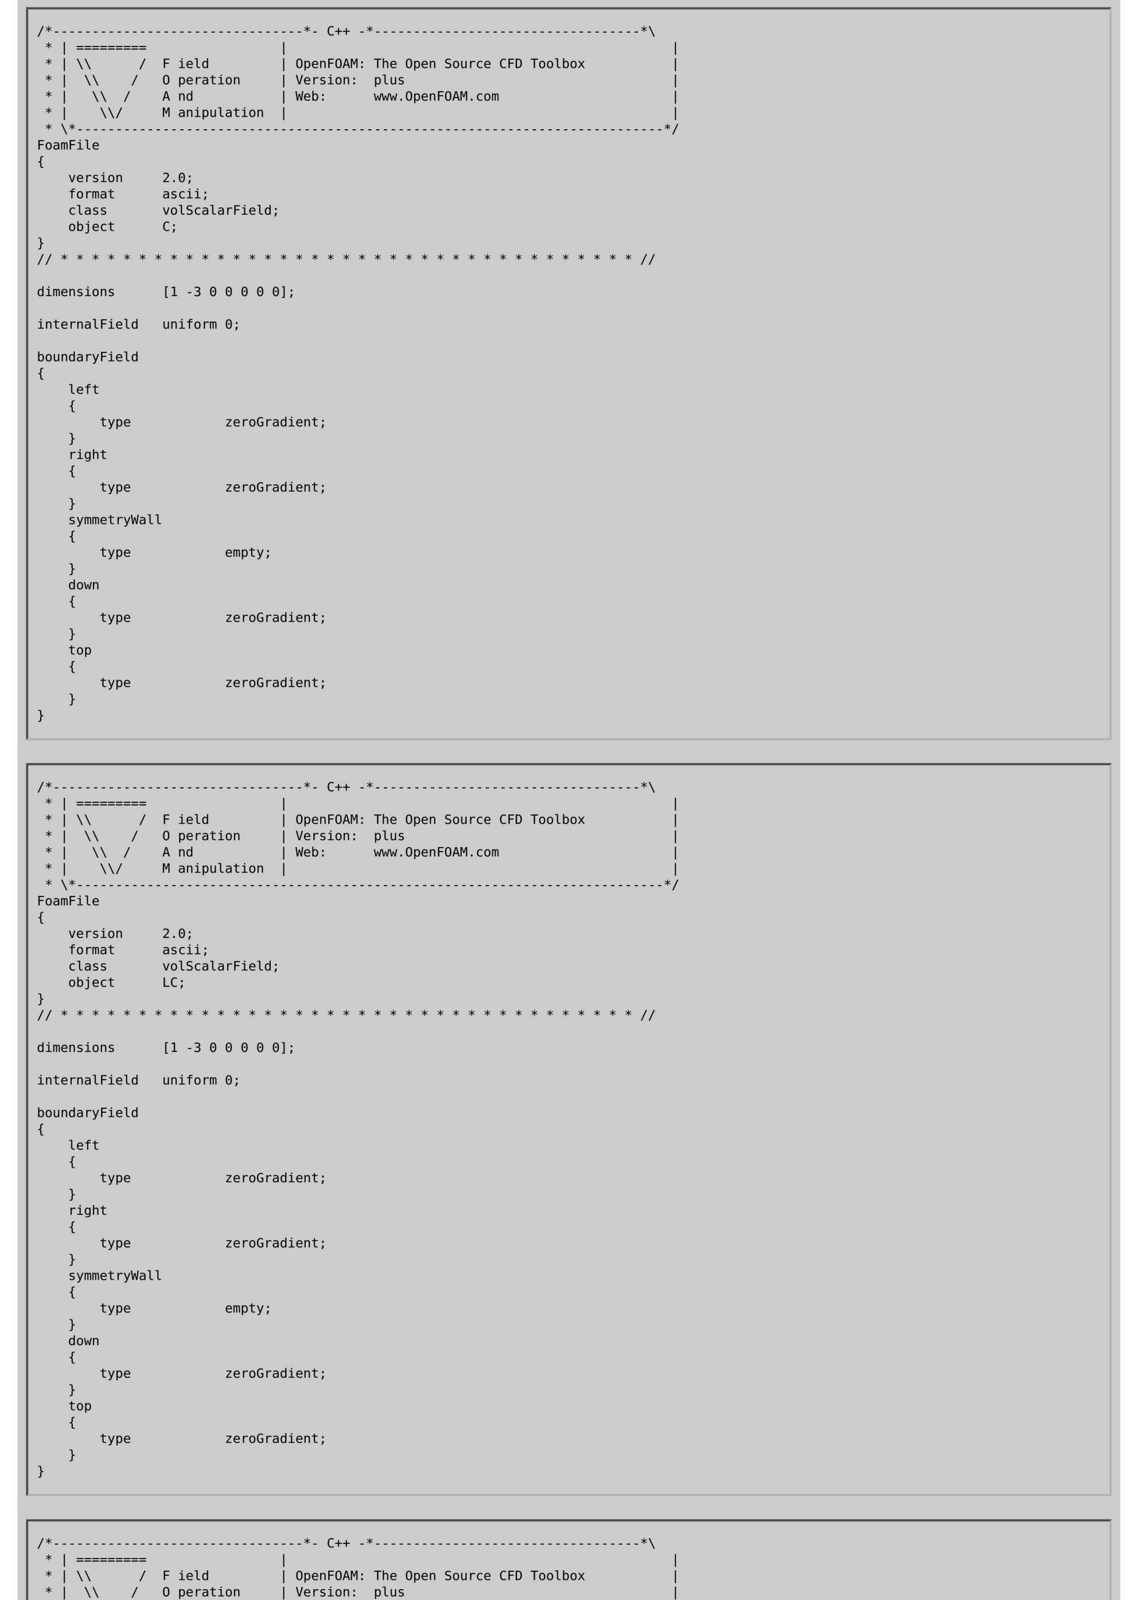 /*--------------------------------*- C++ -*----------------------------------*\
 * | =========                 |                                                  |
 * | \\      /  F ield         | OpenFOAM: The Open Source CFD Toolbox           |
 * |  \\    /   O peration     | Version:  plus                                  |
 * |   \\  /    A nd           | Web:      www.OpenFOAM.com                      |
 * |    \\/     M anipulation  |                                                  |
 * \*---------------------------------------------------------------------------*/
FoamFile
{
    version     2.0;
    format      ascii;
    class       volScalarField;
    object      C;
}
// * * * * * * * * * * * * * * * * * * * * * * * * * * * * * * * * * * * * * //

dimensions      [1 -3 0 0 0 0 0];

internalField   uniform 0;

boundaryField
{
    left
    {
        type            zeroGradient;
    }
    right
    {
        type            zeroGradient;
    }
    symmetryWall
    {
        type            empty;
    }
    down
    {
        type            zeroGradient;
    }
    top
    {
        type            zeroGradient;
    }
}

/*--------------------------------*- C++ -*----------------------------------*\
 * | =========                 |                                                  |
 * | \\      /  F ield         | OpenFOAM: The Open Source CFD Toolbox           |
 * |  \\    /   O peration     | Version:  plus                                  |
 * |   \\  /    A nd           | Web:      www.OpenFOAM.com                      |
 * |    \\/     M anipulation  |                                                  |
 * \*---------------------------------------------------------------------------*/
FoamFile
{
    version     2.0;
    format      ascii;
    class       volScalarField;
    object      LC;
}
// * * * * * * * * * * * * * * * * * * * * * * * * * * * * * * * * * * * * * //

dimensions      [1 -3 0 0 0 0 0];

internalField   uniform 0;

boundaryField
{
    left
    {
        type            zeroGradient;
    }
    right
    {
        type            zeroGradient;
    }
    symmetryWall
    {
        type            empty;
    }
    down
    {
        type            zeroGradient;
    }
    top
    {
        type            zeroGradient;
    }
}

/*--------------------------------*- C++ -*----------------------------------*\
 * | =========                 |                                                  |
 * | \\      /  F ield         | OpenFOAM: The Open Source CFD Toolbox           |
 * |  \\    /   O peration     | Version:  plus                                  |